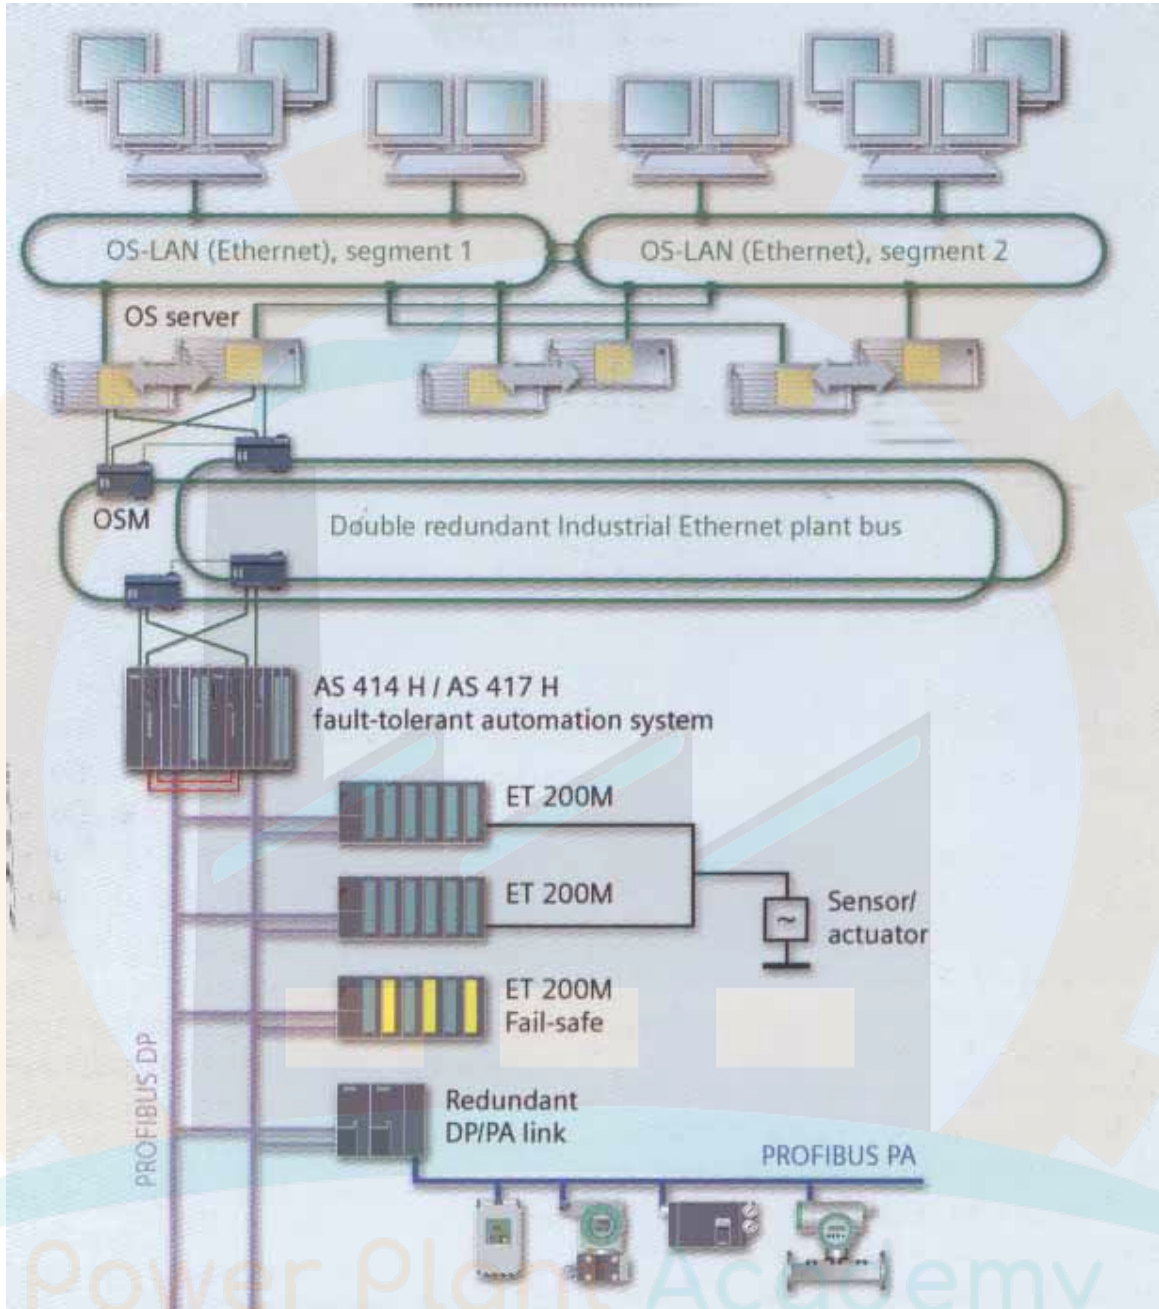 OS-LAN (Ethernet), segment 1
OS-LAN (Ethernet), segment 2
OS server
OSM
Double redundant Industrial Ethernet plant bus
AS 414 H / AS 417 H
fault-tolerant automation system
ET 200M
ET 200M
Sensor/
actuator
~
ET 200M
Fail-safe
PROFIBUS DP
Redundant
DP/PA link
PROFIBUS PA
Power Plant Academy